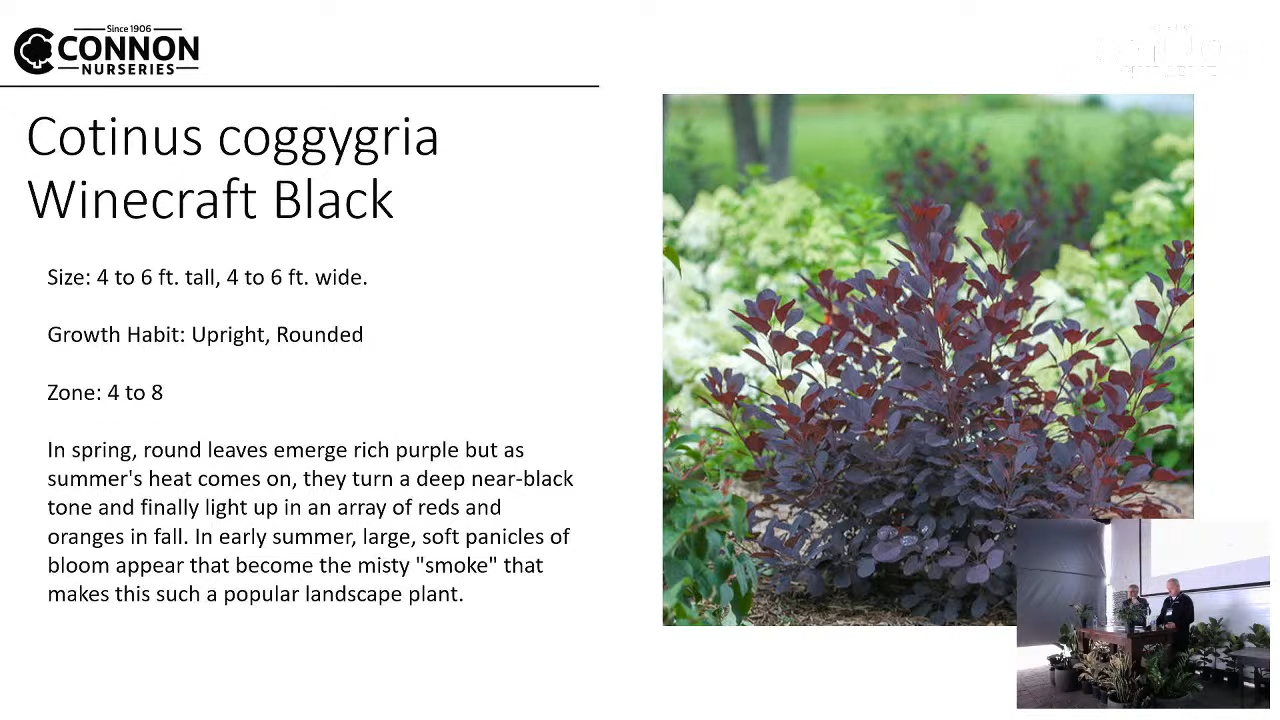 Since 1906
CONNON
NURSERIES
Cotinus coggygria
Winecraft Black
Size: 4 to 6 ft. tall, 4 to 6 ft. wide.
Growth Habit: Upright, Rounded
Zone: 4 to 8
In spring, round leaves emerge rich purple but as
summer's heat comes on, they turn a deep near-black
tone and finally light up in an array of reds and
oranges in fall. In early summer, large, soft panicles of
bloom appear that become the misty "smoke" that
makes this such a popular landscape plant.